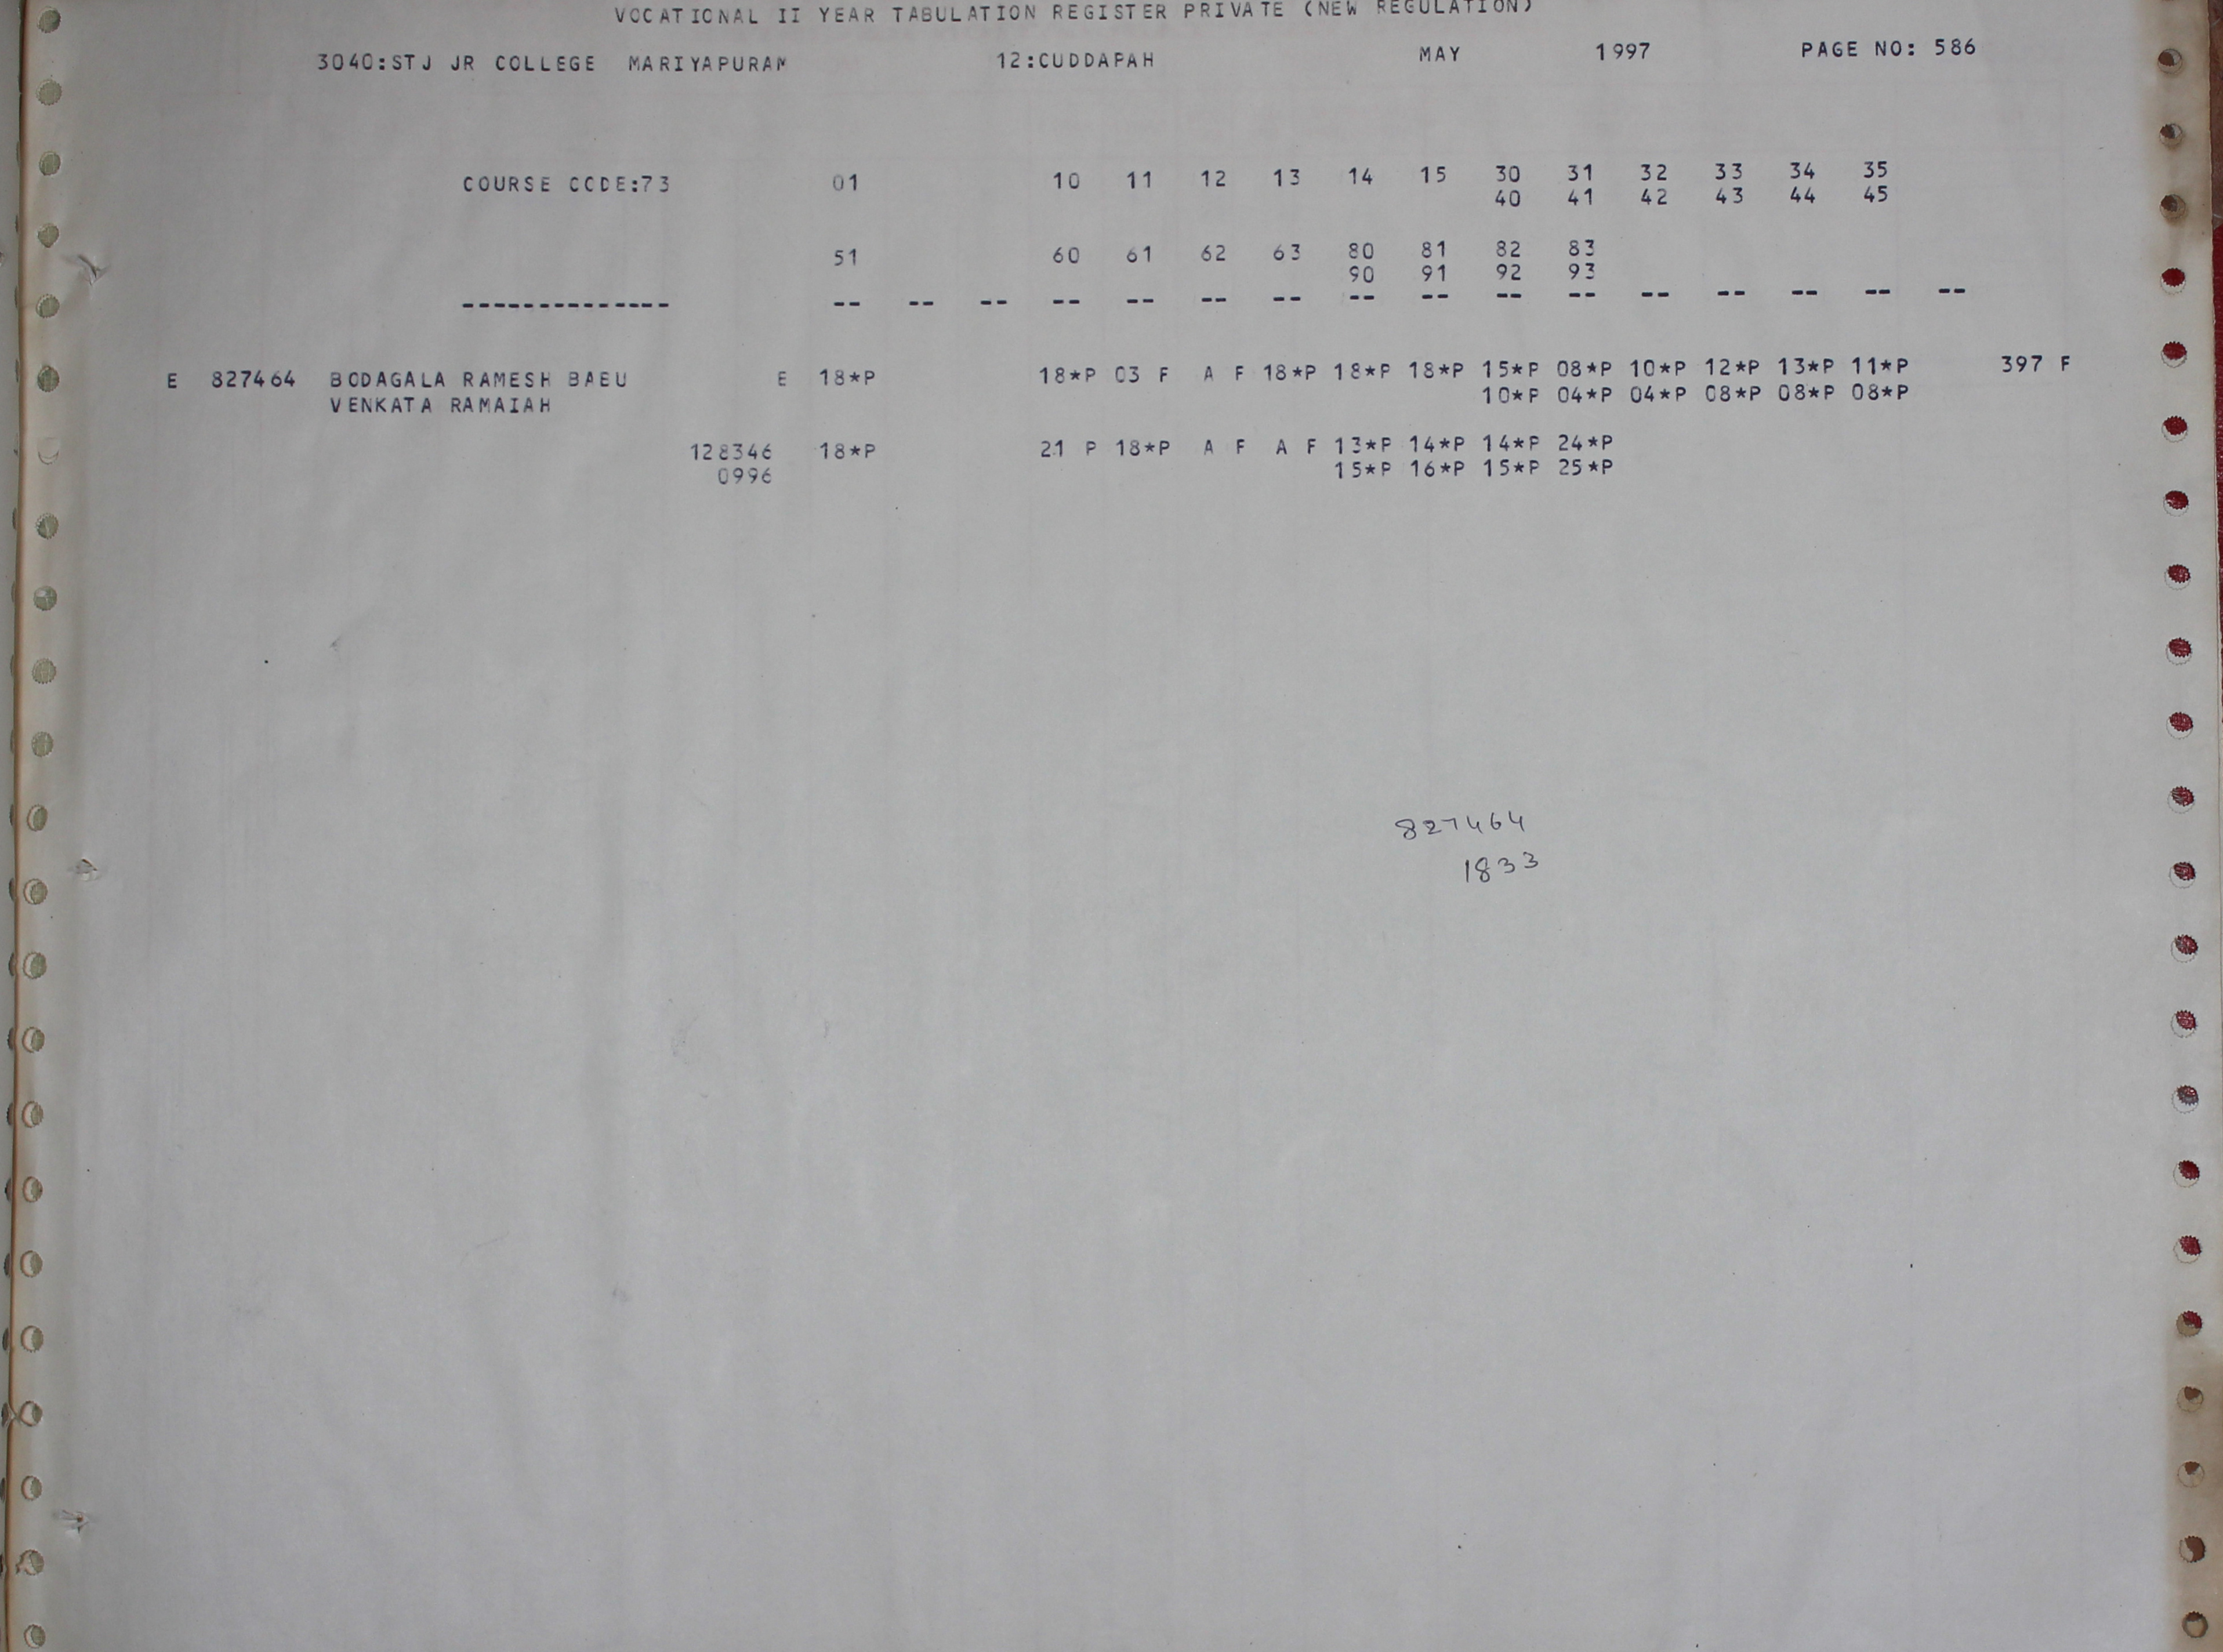 VOCATIONAL II YEAR TABULATION REGISTER PRIVATE (NEW REGULATION)
3040:STJ JR COLLEGE MARIYAPURAM 12:CUDDAPAH MAY 1997 PAGE NO: 586
COURSE CODE:73 01 10 11 12 13 14 15 30 31 32 33 34 35
40 41 42 43 44 45
51 60 61 62 63 80 81 82 83
90 91 92 93
-------------- -- -- -- -- -- -- -- -- -- -- -- -- -- -- -- --
E 827464 BODAGALA RAMESH BABU E 18*P 18*P 03 F A F 18*P 18*P 18*P 15*P 08*P 10*P 12*P 13*P 11*P 397 F
VENKATA RAMAIAH 10*P 04*P 04*P 08*P 08*P 08*P
128346 18*P 21 P 18*P A F A F 13*P 14*P 14*P 24*P
0996 15*P 16*P 15*P 25*P
827464
1833